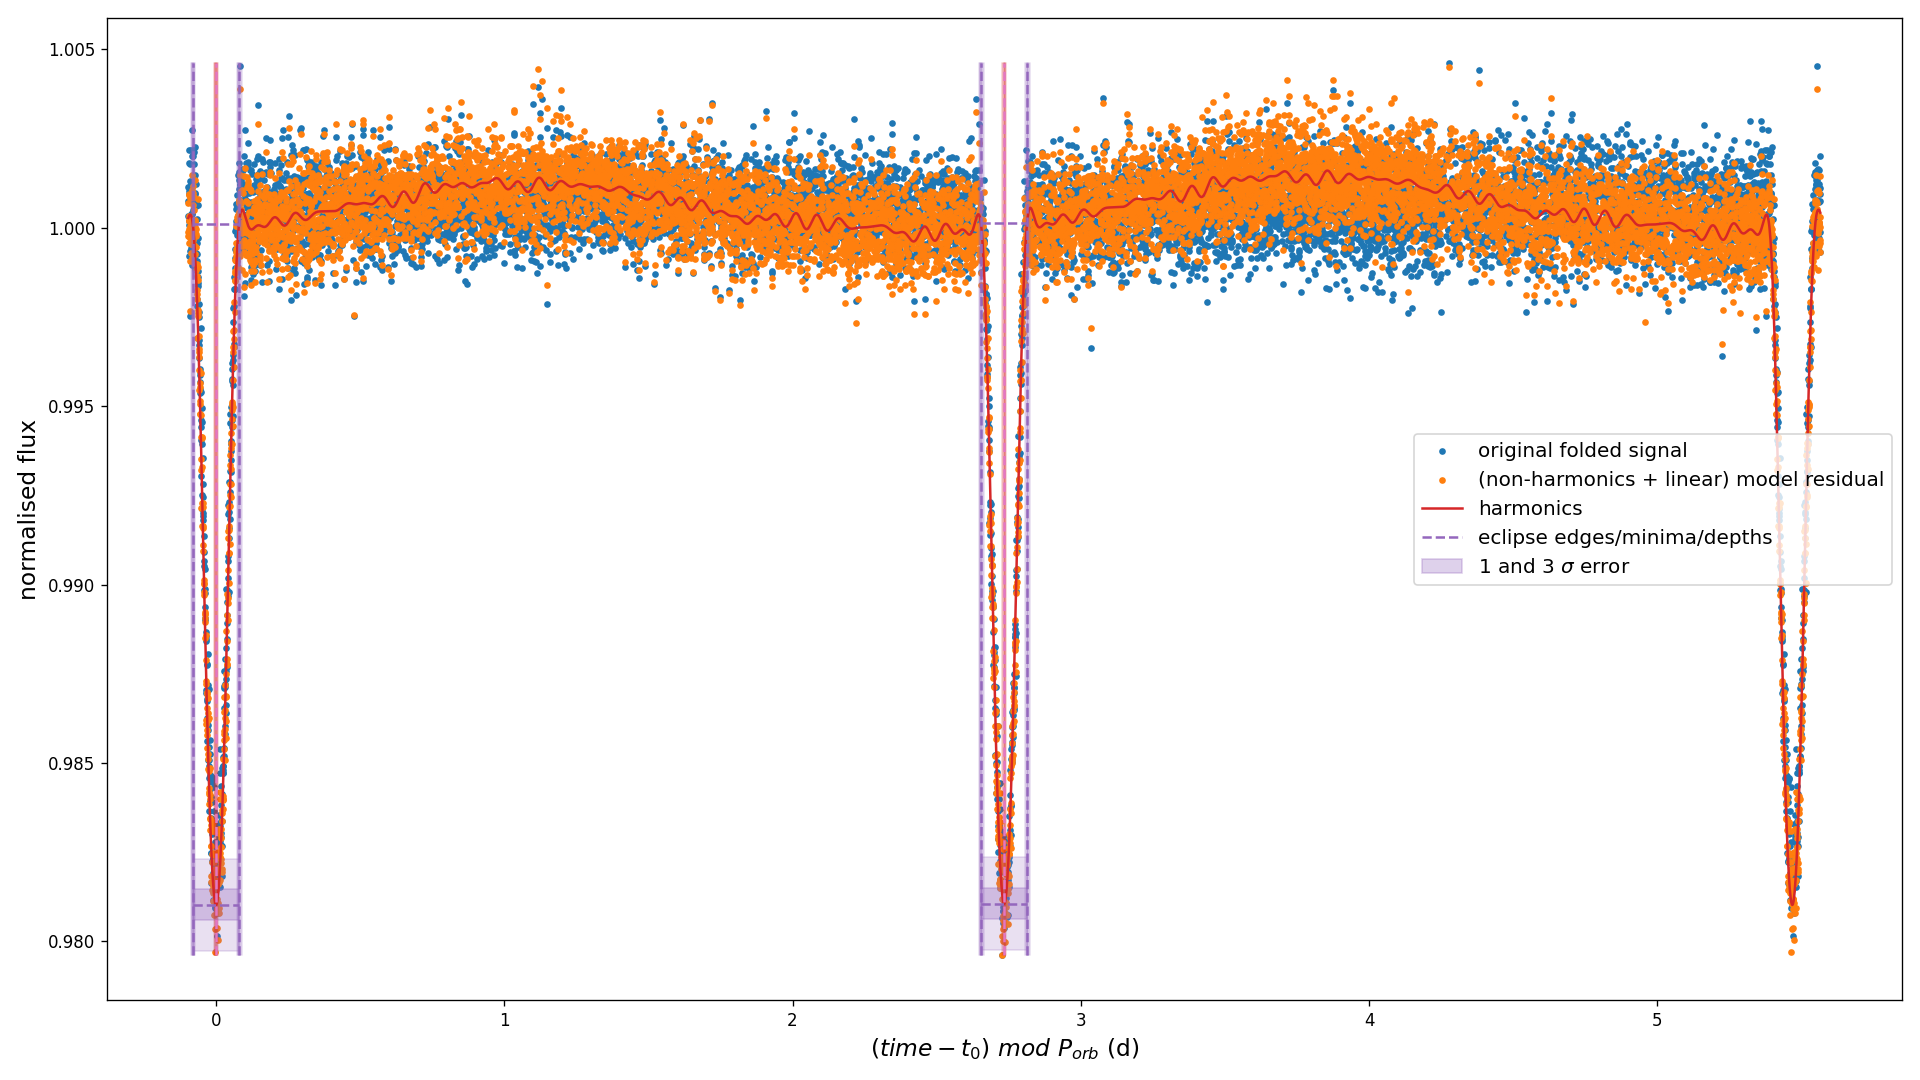 1.005
1.000
0.995
0.990
0.985
0.980
normalised flux
original folded signal
(non-harmonics + linear) model residual
harmonics
eclipse edges/minima/depths
1 and 3 σ error
0 1 2 3 4 5
(time − t₀) mod Pₒᵣb (d)